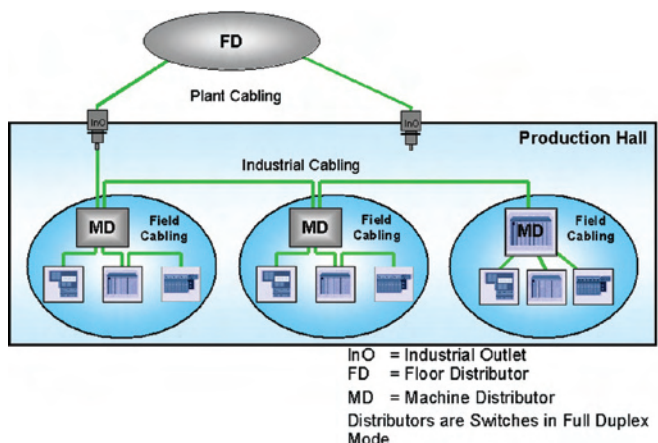 FD
Plant Cabling
InO
InO
Production Hall
Industrial Cabling
MD
Field
Cabling
MD
Field
Cabling
MD
Field
Cabling
InO = Industrial Outlet
FD = Floor Distributor
MD = Machine Distributor
Distributors are Switches in Full Duplex
Mode